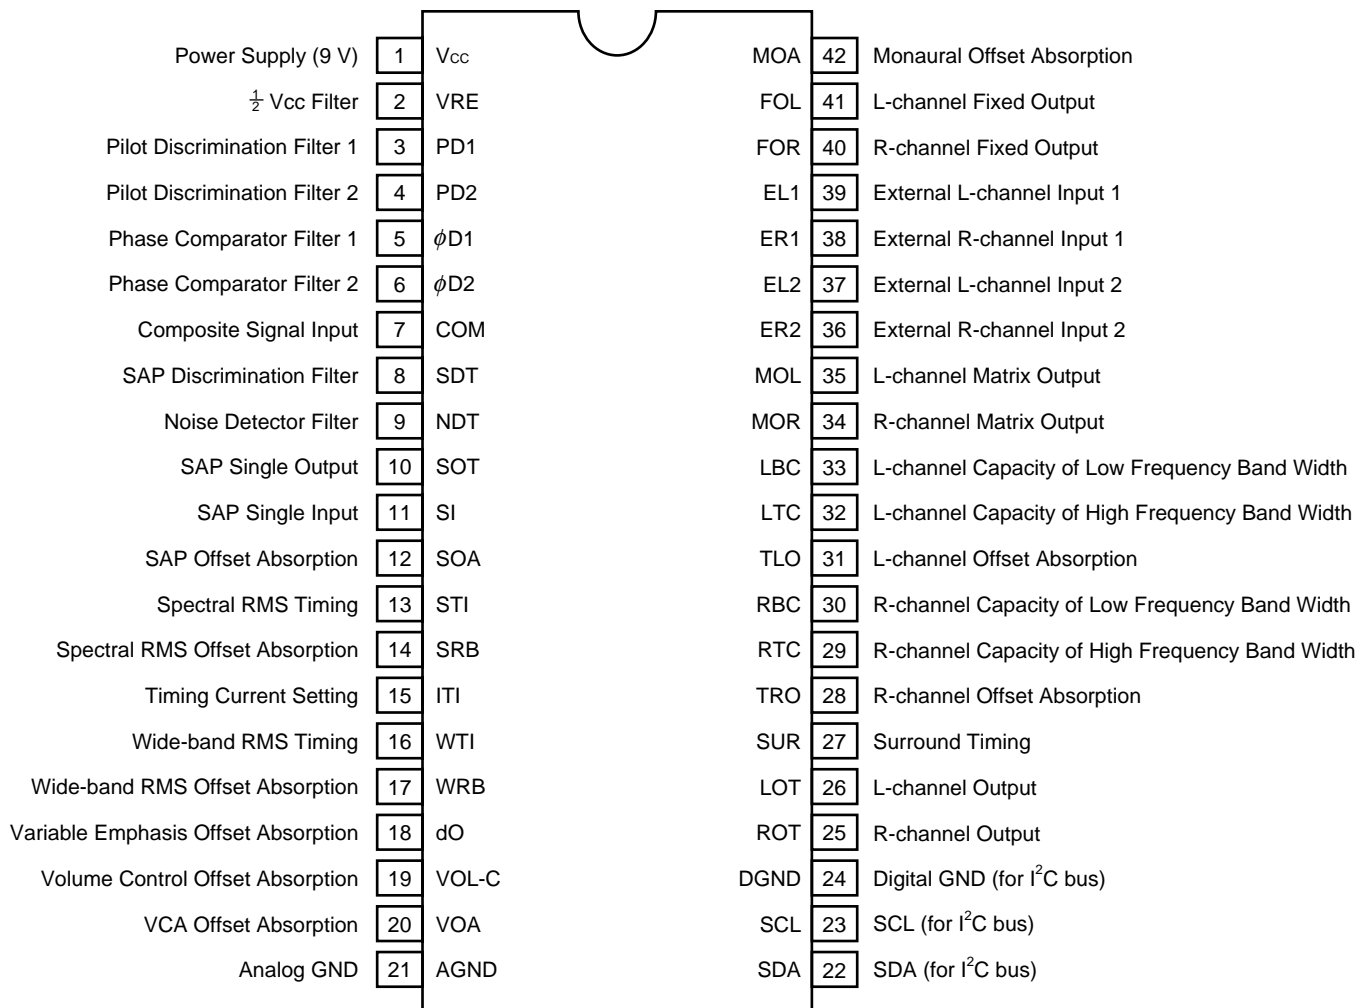 Power Supply (9 V) 1 Vcc MOA 42 Monaural Offset Absorption
1/2 Vcc Filter 2 VRE FOL 41 L-channel Fixed Output
Pilot Discrimination Filter 1 3 PD1 FOR 40 R-channel Fixed Output
Pilot Discrimination Filter 2 4 PD2 EL1 39 External L-channel Input 1
Phase Comparator Filter 1 5 ϕD1 ER1 38 External R-channel Input 1
Phase Comparator Filter 2 6 ϕD2 EL2 37 External L-channel Input 2
Composite Signal Input 7 COM ER2 36 External R-channel Input 2
SAP Discrimination Filter 8 SDT MOL 35 L-channel Matrix Output
Noise Detector Filter 9 NDT MOR 34 R-channel Matrix Output
SAP Single Output 10 SOT LBC 33 L-channel Capacity of Low Frequency Band Width
SAP Single Input 11 SI LTC 32 L-channel Capacity of High Frequency Band Width
SAP Offset Absorption 12 SOA TLO 31 L-channel Offset Absorption
Spectral RMS Timing 13 STI RBC 30 R-channel Capacity of Low Frequency Band Width
Spectral RMS Offset Absorption 14 SRB RTC 29 R-channel Capacity of High Frequency Band Width
Timing Current Setting 15 ITI TRO 28 R-channel Offset Absorption
Wide-band RMS Timing 16 WTI SUR 27 Surround Timing
Wide-band RMS Offset Absorption 17 WRB LOT 26 L-channel Output
Variable Emphasis Offset Absorption 18 dO ROT 25 R-channel Output
Volume Control Offset Absorption 19 VOL-C DGND 24 Digital GND (for I²C bus)
VCA Offset Absorption 20 VOA SCL 23 SCL (for I²C bus)
Analog GND 21 AGND SDA 22 SDA (for I²C bus)